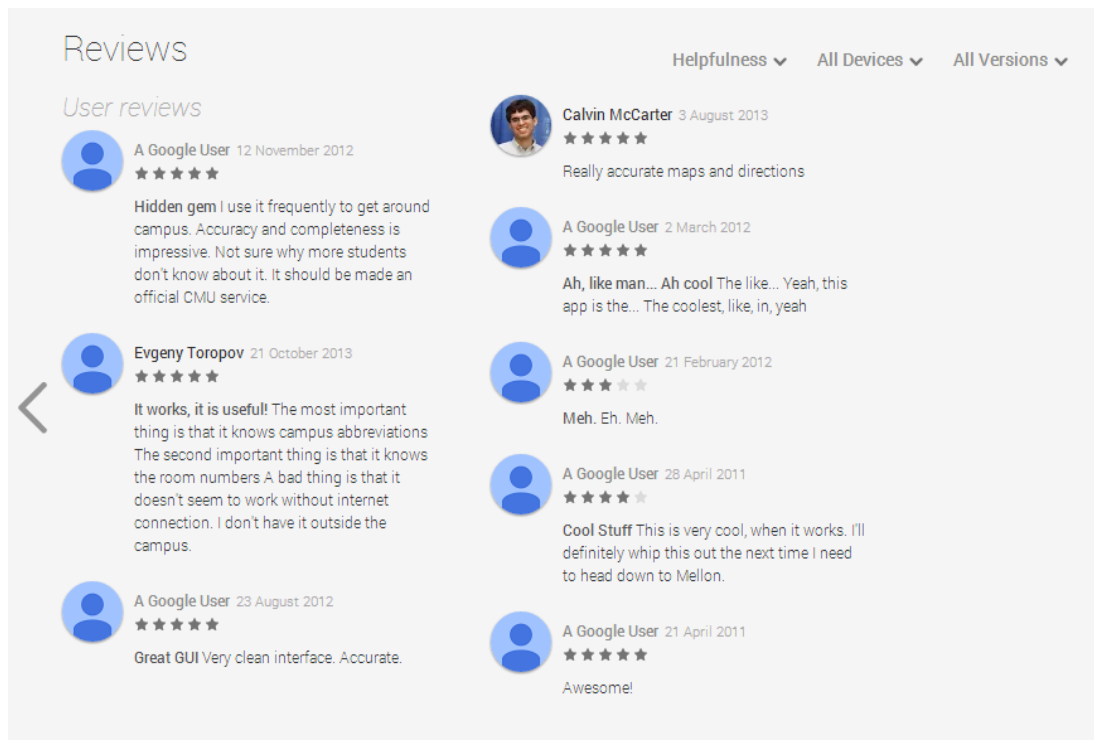 Reviews
Helpfulness All Devices All Versions
User reviews
A Google User 12 November 2012
Hidden gem I use it frequently to get around
campus. Accuracy and completeness is
impressive. Not sure why more students
don't know about it. It should be made an
official CMU service.
Evgeny Toropov 21 October 2013
It works, it is useful! The most important
thing is that it knows campus abbreviations
The second important thing is that it knows
the room numbers A bad thing is that it
doesn't seem to work without internet
connection. I don't have it outside the
campus.
A Google User 23 August 2012
Great GUI Very clean interface. Accurate.
Calvin McCarter 3 August 2013
Really accurate maps and directions
A Google User 2 March 2012
Ah, like man... Ah cool The like... Yeah, this
app is the... The coolest, like, in, yeah
A Google User 21 February 2012
Meh. Eh. Meh.
A Google User 28 April 2011
Cool Stuff This is very cool, when it works. I'll
definitely whip this out the next time I need
to head down to Mellon.
A Google User 21 April 2011
Awesome!